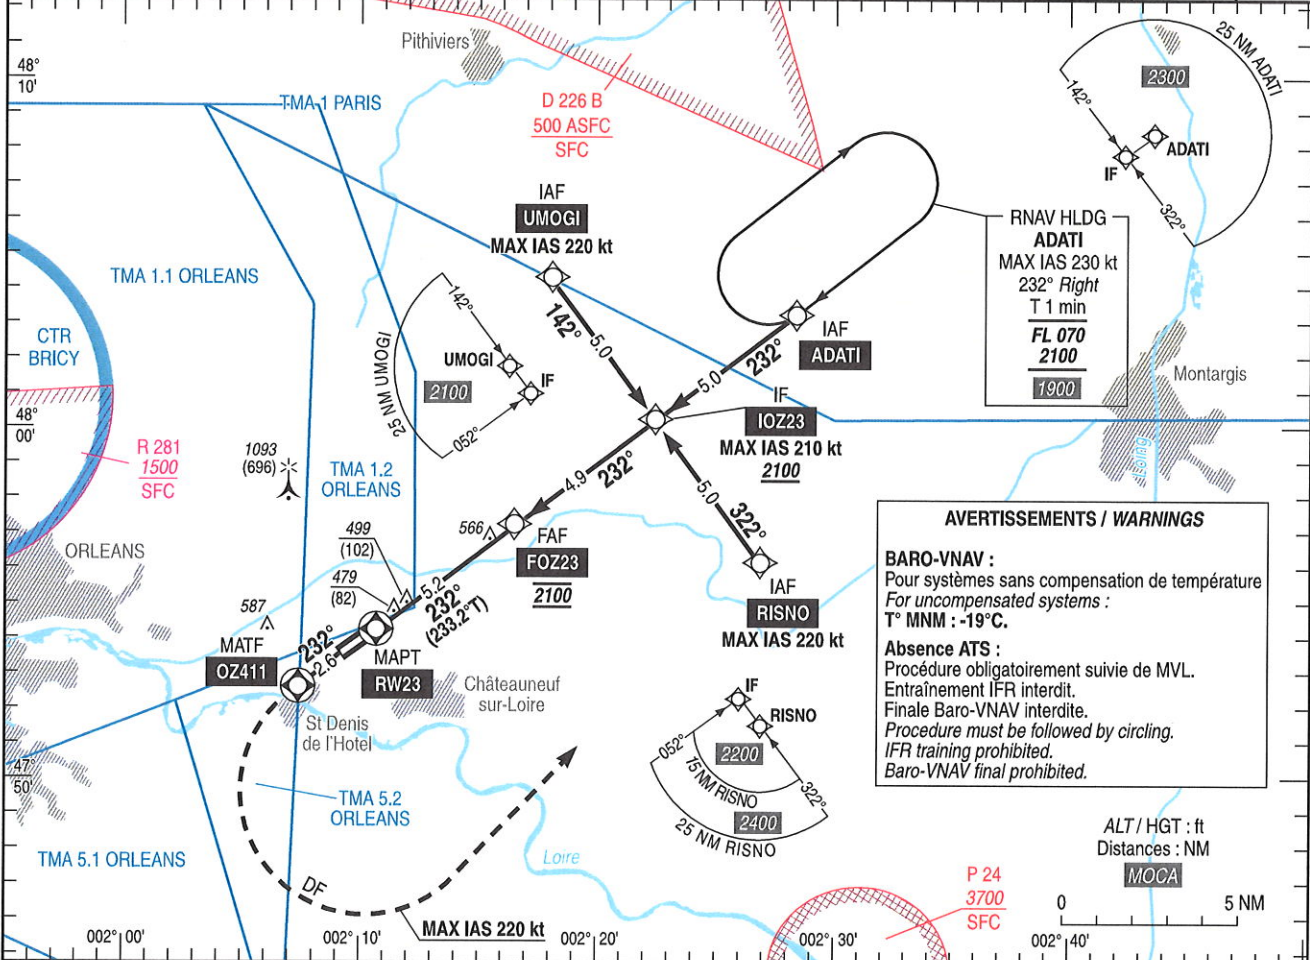 Pithiviers
48°
10'
TMA 1 PARIS
D 226 B
500 ASFC
SFC
25 NM ADATI
2300
142°
ADATI
IF
322°
IAF
UMOGI
MAX IAS 220 kt
RNAV HLDG
ADATI
MAX IAS 230 kt
232° Right
T 1 min
FL 070
2100
1900
TMA 1.1 ORLEANS
CTR
BRICY
142°
5.0
IAF
ADATI
232°
5.0
142°
UMOGI
IF
2100
25 NM UMOGI
052°
IF
IOZ23
MAX IAS 210 kt
2100
Montargis
Loing
48°
00'
R 281
1500
SFC
1093
(696)
TMA 1.2
ORLEANS
232°
4.9
5.0
322°
ORLEANS
499
(102)
566
FAF
FOZ23
2100
479
(82)
5.2
232°
(233.2°T)
587
IAF
RISNO
MAX IAS 220 kt
MATF
OZ411
232°
2.6
MAPT
RW23
Châteauneuf
sur-Loire
St Denis
de l'Hotel
AVERTISSEMENTS / WARNINGS
BARO-VNAV :
Pour systèmes sans compensation de température
For uncompensated systems :
T° MNM : -19°C.
Absence ATS :
Procédure obligatoirement suivie de MVL.
Entraînement IFR interdit.
Finale Baro-VNAV interdite.
Procedure must be followed by circling.
IFR training prohibited.
Baro-VNAV final prohibited.
IF
RISNO
052°
2200
15 NM RISNO
322°
2400
25 NM RISNO
47°
50'
TMA 5.2
ORLEANS
TMA 5.1 ORLEANS
DF
Loire
MAX IAS 220 kt
P 24
3700
SFC
ALT / HGT : ft
Distances : NM
MOCA
0 5 NM
002° 00' 002° 10' 002° 20' 002° 30' 002° 40'